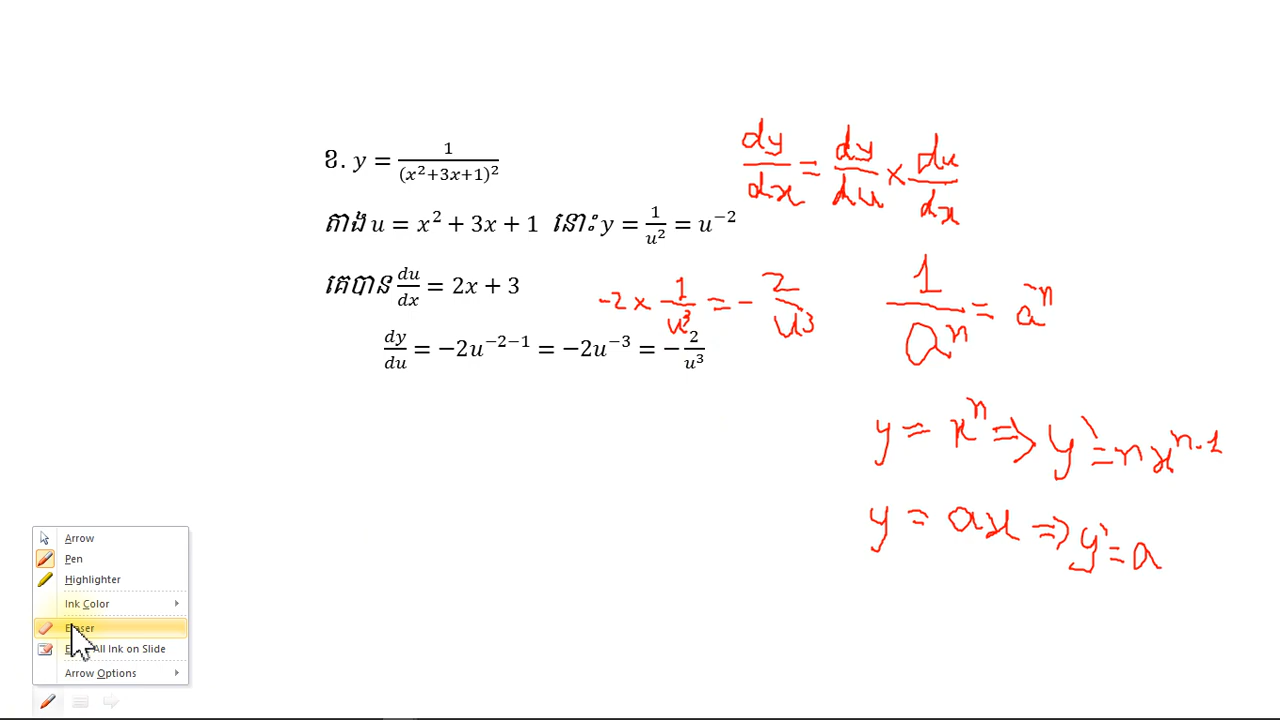 ខ. y = 1/(x²+3x+1)²
តាង u = x² + 3x + 1 នោះ y = 1/u² = u⁻²
គេបាន du/dx = 2x + 3
dy/du = −2u⁻²⁻¹ = −2u⁻³ = −2/u³
dy/dx = dy/du × du/dx
-2 × 1/u³ = - 2/u³
1/aⁿ = a⁻ⁿ
y = xⁿ ⇒ y' = nxⁿ⁻¹
y = ax ⇒ y' = a
Arrow
Pen
Highlighter
Ink Color
Eraser
All Ink on Slide
Arrow Options